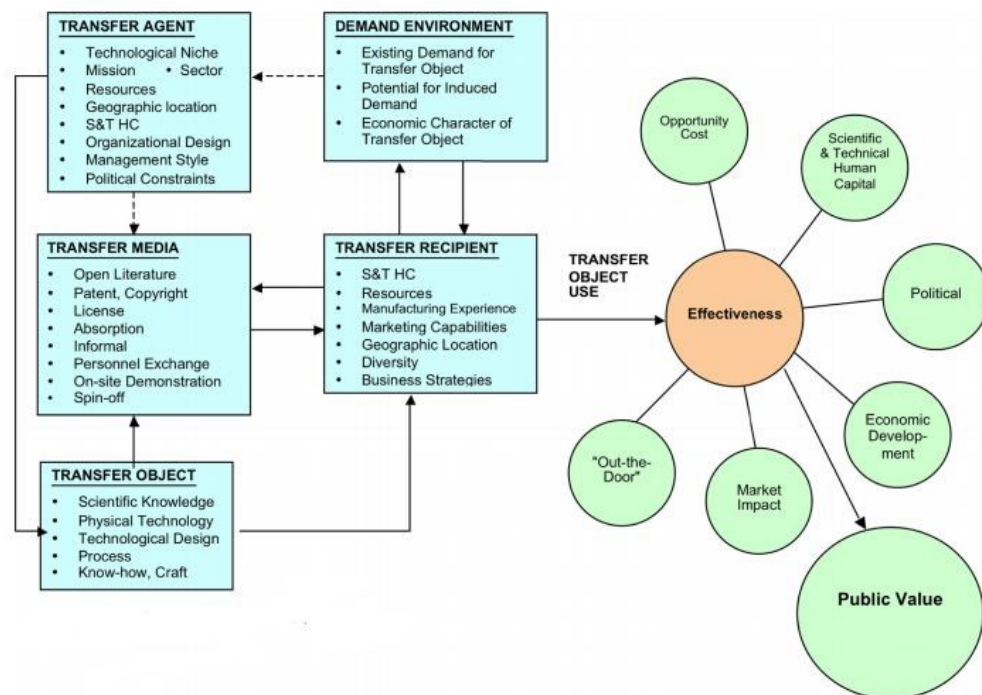 TRANSFER AGENT
• Technological Niche
• Mission • Sector
• Resources
• Geographic location
• S&T HC
• Organizational Design
• Management Style
• Political Constraints
DEMAND ENVIRONMENT
• Existing Demand for
Transfer Object
• Potential for Induced
Demand
• Economic Character of
Transfer Object
TRANSFER MEDIA
• Open Literature
• Patent, Copyright
• License
• Absorption
• Informal
• Personnel Exchange
• On-site Demonstration
• Spin-off
TRANSFER RECIPIENT
• S&T HC
• Resources
• Manufacturing Experience
• Marketing Capabilities
• Geographic Location
• Diversity
• Business Strategies
TRANSFER OBJECT
• Scientific Knowledge
• Physical Technology
• Technological Design
• Process
• Know-how, Craft
TRANSFER
OBJECT
USE
Effectiveness
Opportunity
Cost
Scientific
& Technical
Human
Capital
Political
Economic
Develop-
ment
Market
Impact
"Out-the-
Door"
Public Value